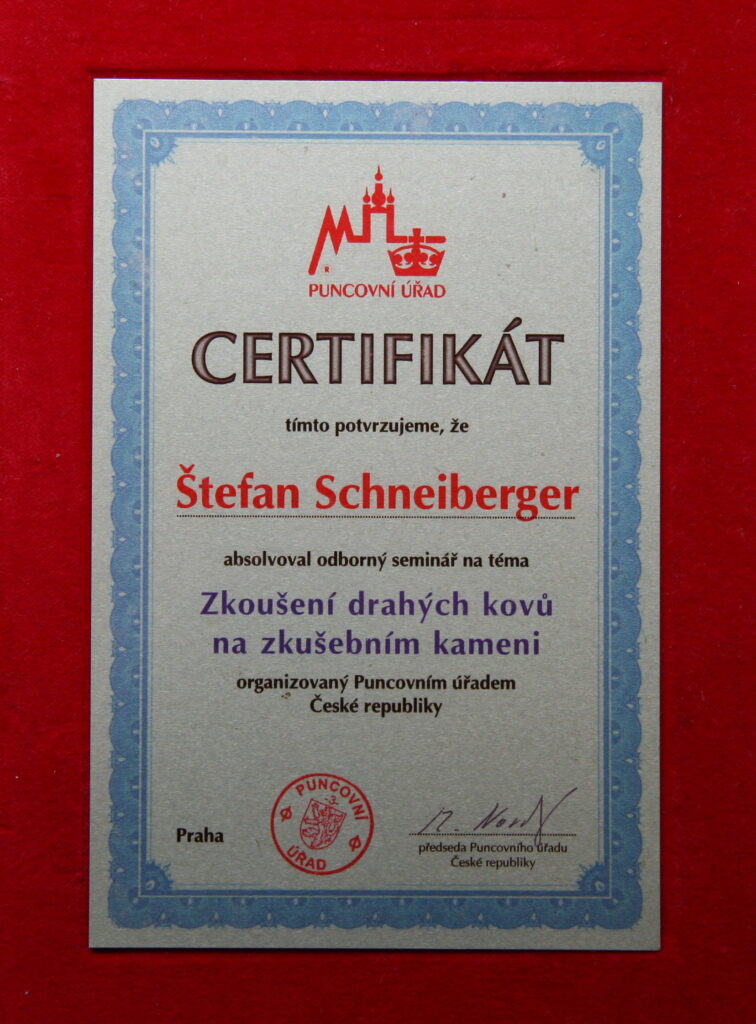 R
PUNCOVNÍ ÚŘAD
CERTIFIKÁT
tímto potvrzujeme, že
Štefan Schneiberger
absolvoval odborný seminář na téma
Zkoušení drahých kovů
na zkušebním kameni
organizovaný Puncovním úřadem
České republiky
Praha
PUNCOVNÍ
-3-
ÚŘAD
předseda Puncovního úřadu
České republiky